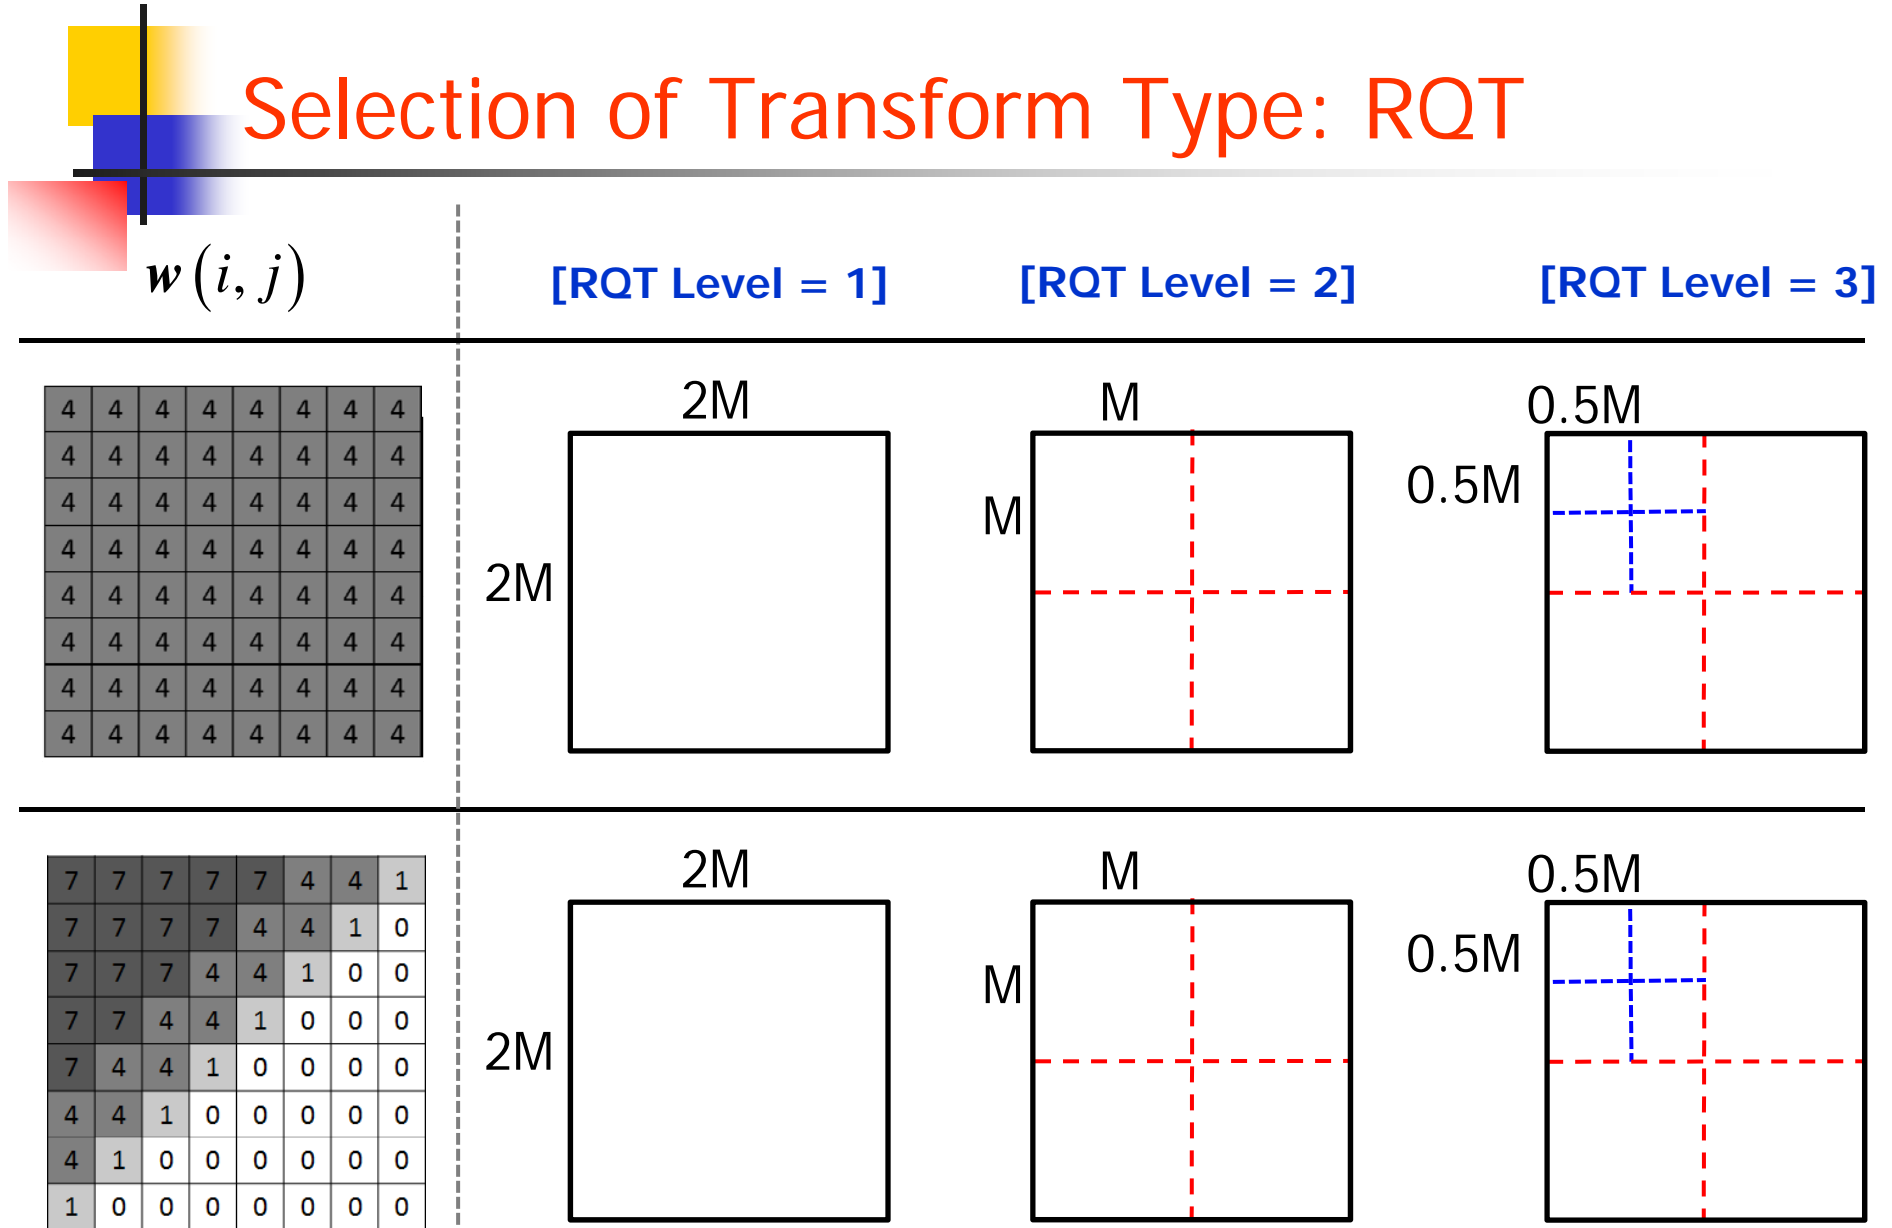 Selection of Transform Type: RQT
w(i, j)
[RQT Level = 1]
[RQT Level = 2]
[RQT Level = 3]
4 4 4 4 4 4 4 4
4 4 4 4 4 4 4 4
4 4 4 4 4 4 4 4
4 4 4 4 4 4 4 4
4 4 4 4 4 4 4 4
4 4 4 4 4 4 4 4
4 4 4 4 4 4 4 4
4 4 4 4 4 4 4 4
2M
2M
M
M
0.5M
0.5M
7 7 7 7 7 4 4 1
7 7 7 7 4 4 1 0
7 7 7 4 4 1 0 0
7 7 4 4 1 0 0 0
7 4 4 1 0 0 0 0
4 4 1 0 0 0 0 0
4 1 0 0 0 0 0 0
1 0 0 0 0 0 0 0
2M
2M
M
M
0.5M
0.5M